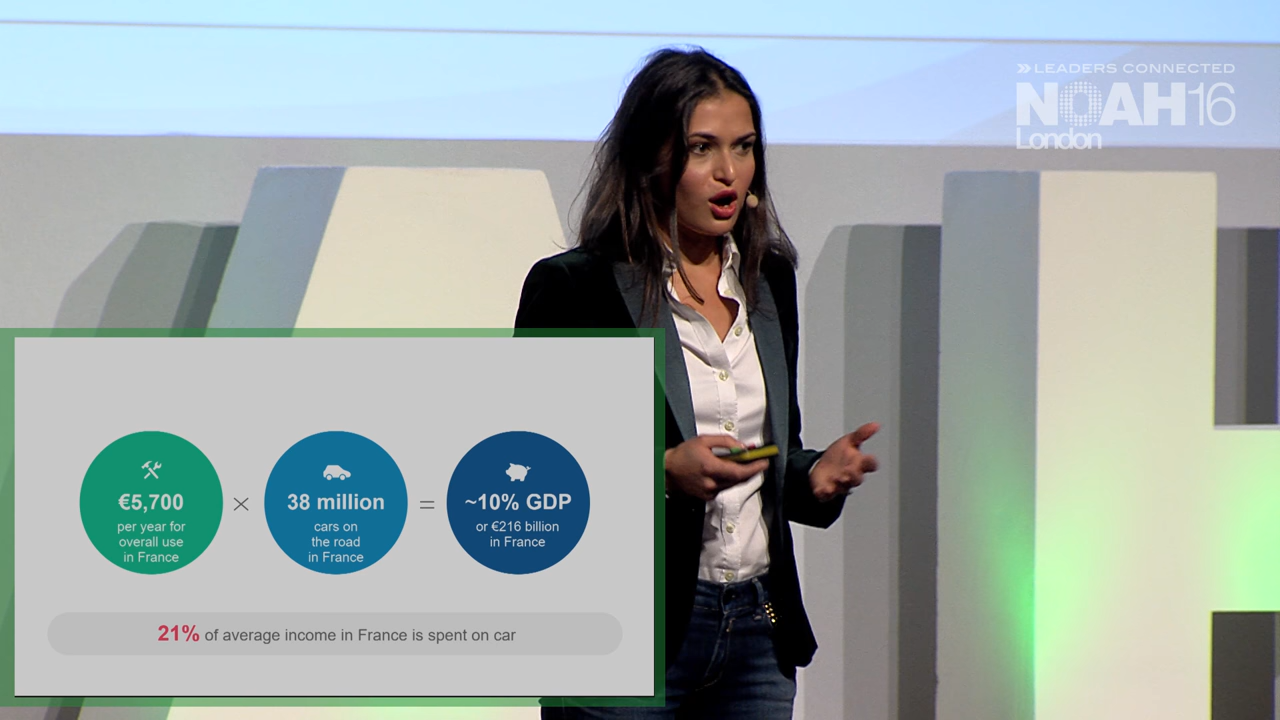 LEADERS CONNECTED
NOAH16
London
€5,700
per year for
overall use
in France
×
38 million
cars on
the road
in France
=
~10% GDP
or €216 billion
in France
21% of average income in France is spent on car